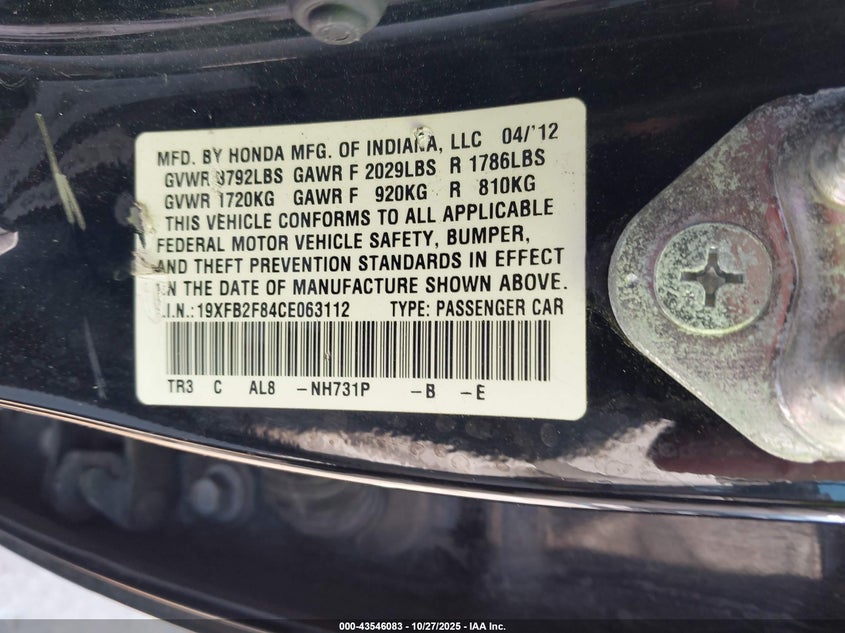 MFD. BY HONDA MFG. OF INDIANA, LLC 04/'12
GVWR 3792LBS GAWR F 2029LBS R 1786LBS
GVWR 1720KG GAWR F 920KG R 810KG
THIS VEHICLE CONFORMS TO ALL APPLICABLE
FEDERAL MOTOR VEHICLE SAFETY, BUMPER,
AND THEFT PREVENTION STANDARDS IN EFFECT
ON THE DATE OF MANUFACTURE SHOWN ABOVE.
.I.N.:19XFB2F84CE063112 TYPE: PASSENGER CAR
TR3 C AL8 -NH731P -B -E
000-43546083 / 10/27/2025 - IAA Inc.